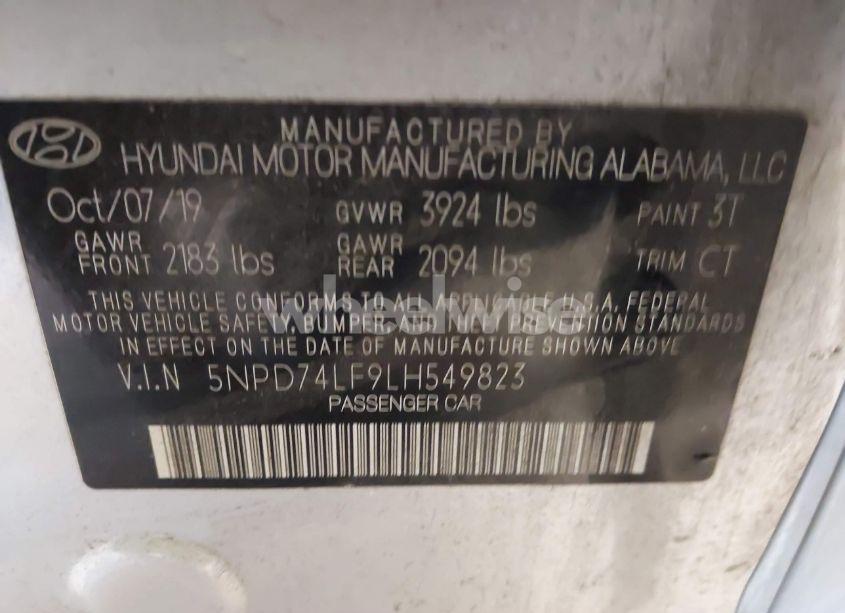 MANUFACTURED BY
HYUNDAI MOTOR MANUFACTURING ALABAMA, LLC
Oct/07/19 GVWR 3924 lbs PAINT 3T
GAWR FRONT 2183 lbs GAWR REAR 2094 lbs TRIM CT
THIS VEHICLE CONFORMS TO ALL APPLICABLE U.S.A. FEDERAL
MOTOR VEHICLE SAFETY, BUMPER, AND THEFT PREVENTION STANDARDS
IN EFFECT ON THE DATE OF MANUFACTURE SHOWN ABOVE.
V.I.N 5NPD74LF9LH549823
PASSENGER CAR
wheelwise